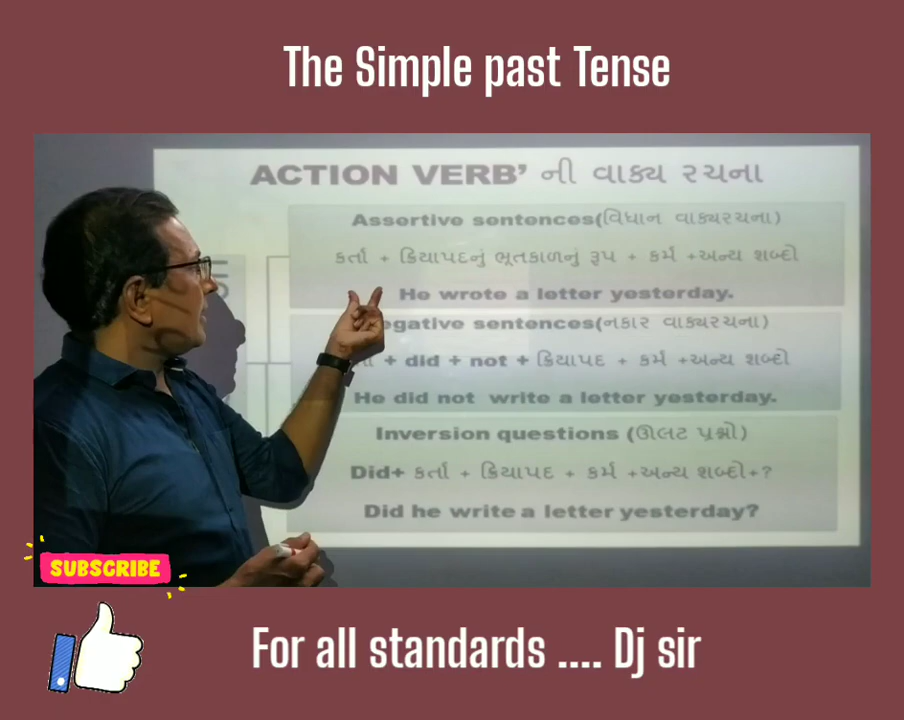 The Simple past Tense
ACTION VERB' ની વાક્ય રચના
Assertive sentences(વિધાન વાક્યરચના)
કર્તા + ક્રિયાપદનું ભૂતકાળનું રૂપ + કર્મ +અન્ય શબ્દો
He wrote a letter yesterday.
egative sentences(નકાર વાક્યરચના)
+ did + not + ક્રિયાપદ + કર્મ +અન્ય શબ્દો
He did not write a letter yesterday.
Inversion questions (ઊલટ પ્રશ્નો)
Did+ કર્તા + ક્રિયાપદ + કર્મ +અન્ય શબ્દો+?
Did he write a letter yesterday?
SUBSCRIBE
For all standards .... Dj sir